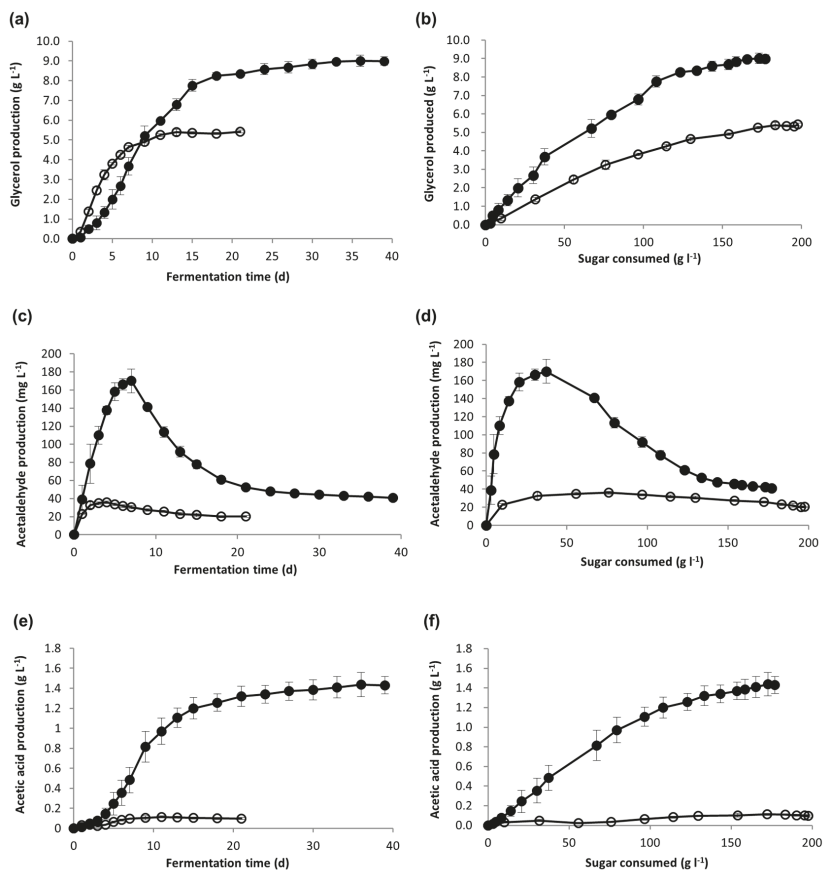 (a)
Glycerol production (g L⁻¹)
10.0
9.0
8.0
7.0
6.0
5.0
4.0
3.0
2.0
1.0
0.0
0 5 10 15 20 25 30 35 40
Fermentation time (d)
(b)
Glycerol produced (g L⁻¹)
10.0
9.0
8.0
7.0
6.0
5.0
4.0
3.0
2.0
1.0
0.0
0 50 100 150 200
Sugar consumed (g l⁻¹)
(c)
Acetaldehyde production (mg L⁻¹)
200
180
160
140
120
100
80
60
40
20
0
0 10 20 30 40
Fermentation time (d)
(d)
Acetaldehyde production (mg L⁻¹)
200
180
160
140
120
100
80
60
40
20
0
0 50 100 150 200
Sugar consumed (g l⁻¹)
(e)
Acetic acid production (g L⁻¹)
1.8
1.6
1.4
1.2
1
0.8
0.6
0.4
0.2
0
0 10 20 30 40
Fermentation time (d)
(f)
Acetic acid production (g L⁻¹)
1.8
1.6
1.4
1.2
1.0
0.8
0.6
0.4
0.2
0.0
0 50 100 150 200
Sugar consumed (g l⁻¹)